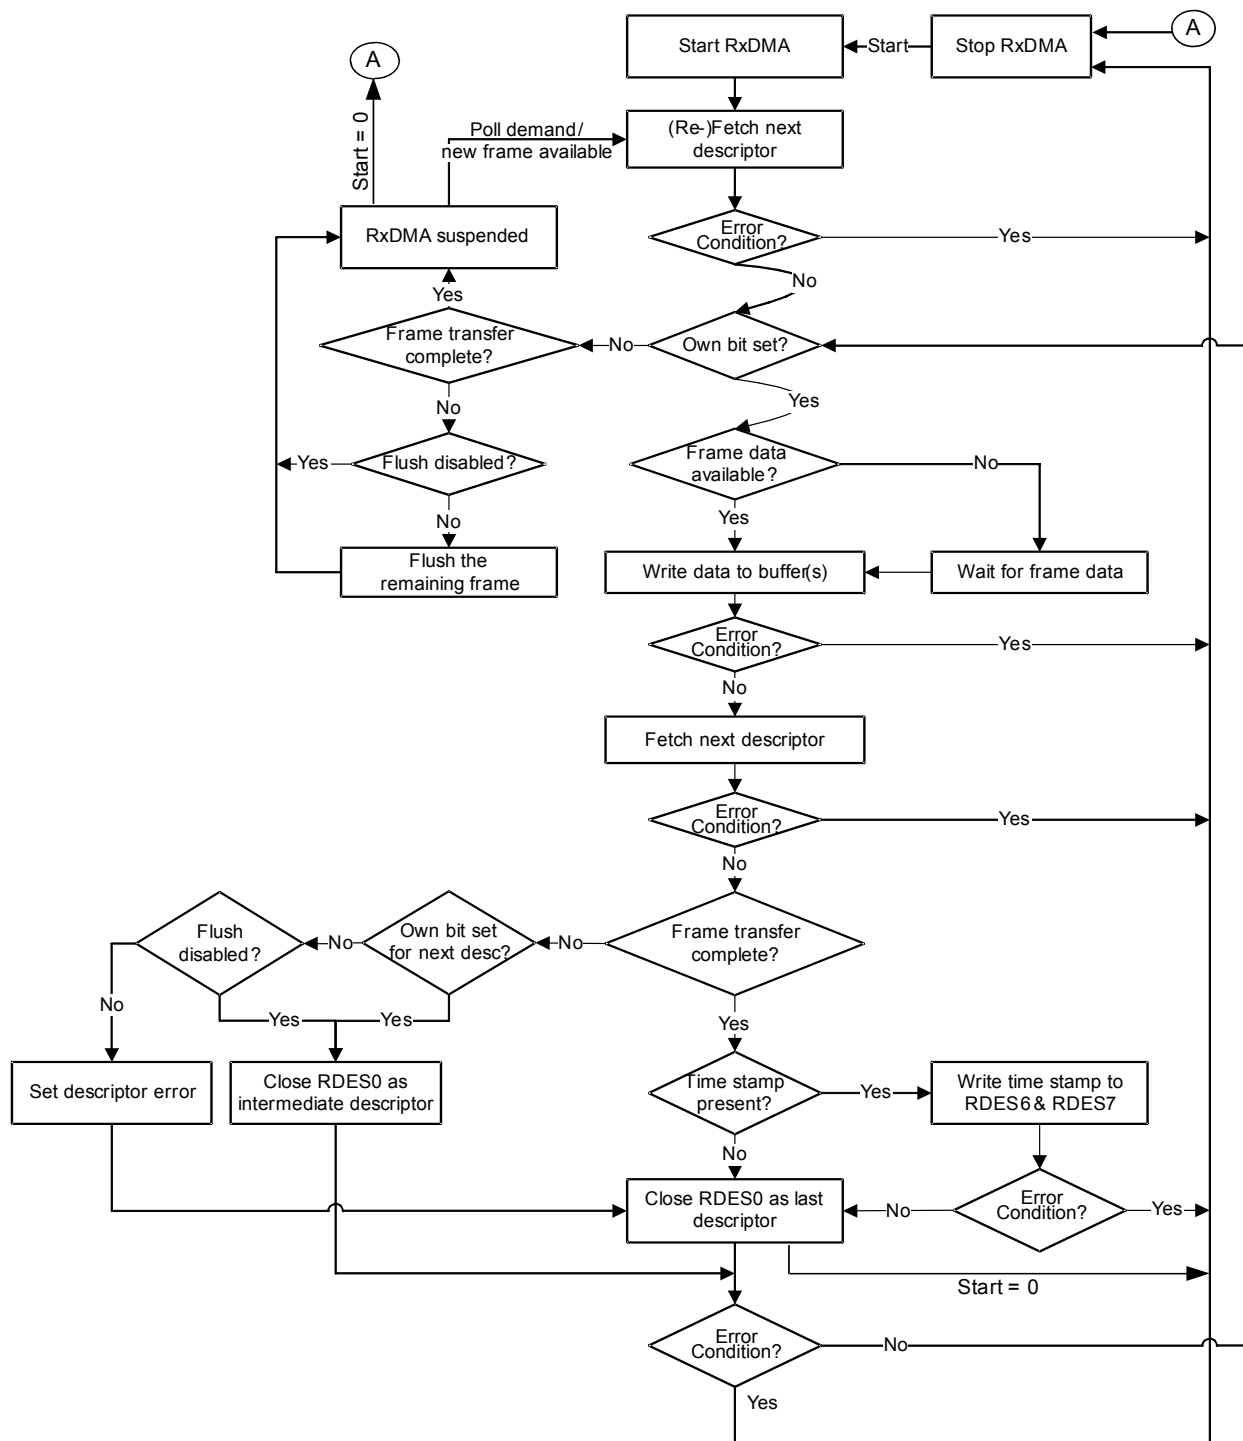 Start RxDMA
Start
Stop RxDMA
A
A
Start = 0
Poll demand/
new frame available
(Re-)Fetch next
descriptor
RxDMA suspended
Error
Condition?
Yes
No
Yes
Frame transfer
complete?
No
Own bit set?
No
Yes
Flush disabled?
Yes
Frame data
available?
No
No
Yes
Flush the
remaining frame
Write data to buffer(s)
Wait for frame data
Error
Condition?
Yes
No
Fetch next descriptor
Error
Condition?
Yes
No
Flush
disabled?
No
Own bit set
for next desc?
No
Frame transfer
complete?
No
Yes
Yes
Yes
Set descriptor error
Close RDES0 as
intermediate descriptor
Time stamp
present?
Yes
Write time stamp to
RDES6 & RDES7
No
Close RDES0 as last
descriptor
No
Error
Condition?
Yes
Start = 0
Error
Condition?
No
Yes